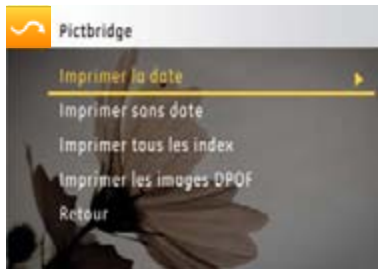 Pictbridge
Imprimer la date
Imprimer sans date
Imprimer tous les index
Imprimer les images DPOF
Retour